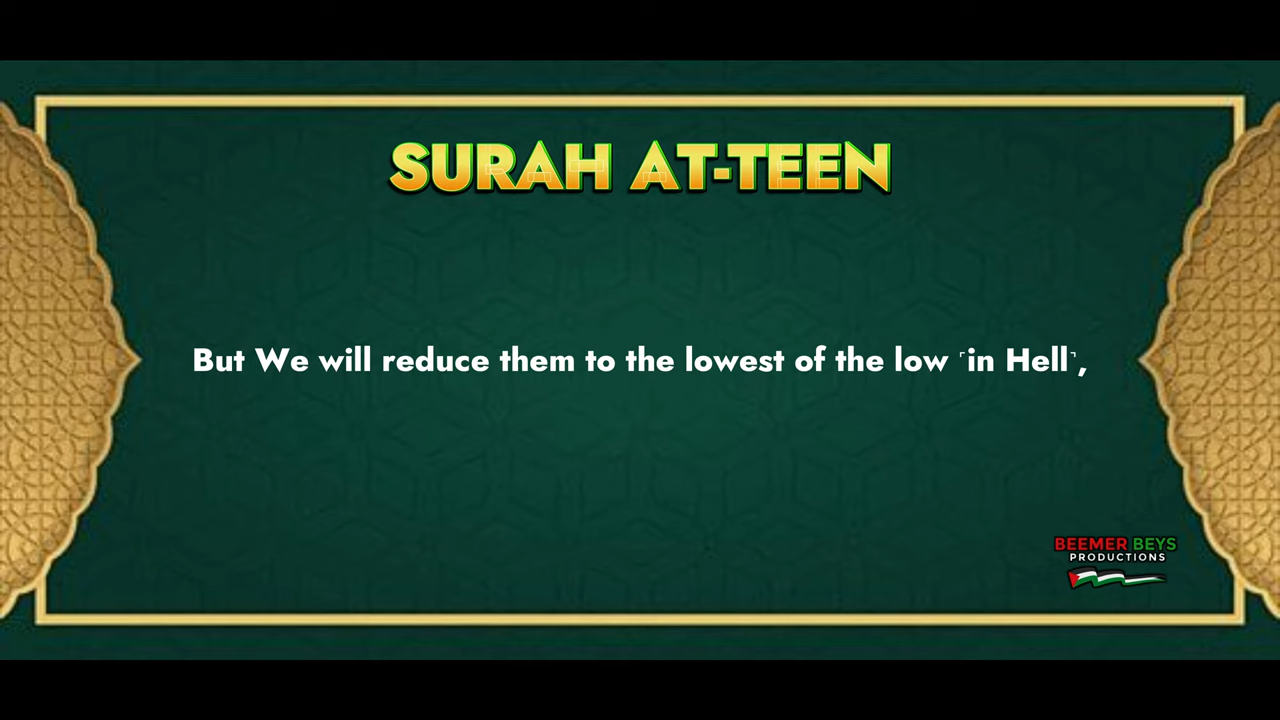 SURAH AT-TEEN
But We will reduce them to the lowest of the low ˹in Hell˺,
BEEMER BEYS
PRODUCTIONS